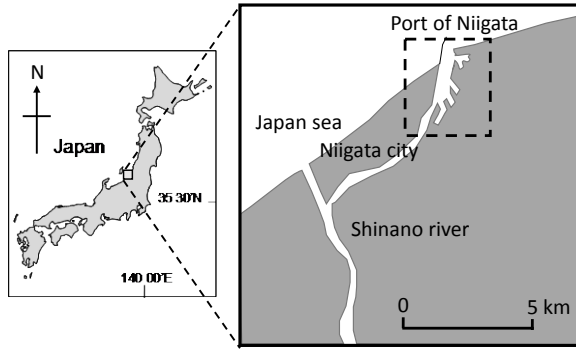 N
Japan
35 30'N
140 00'E
Port of Niigata
Japan sea
Niigata city
Shinano river
0
5 km